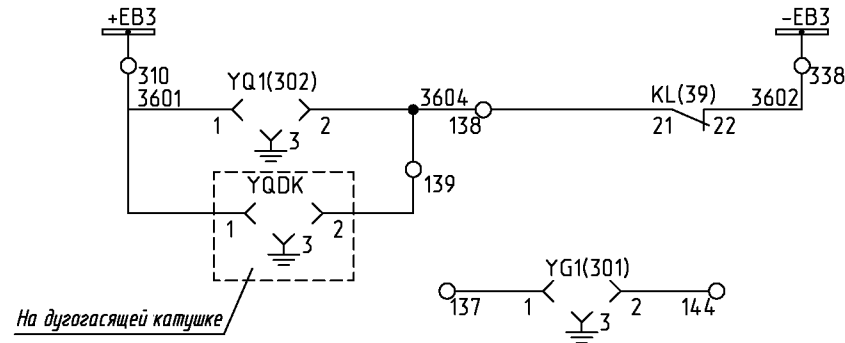 +EB3
−EB3
310
338
3601
YQ1(302)
3604
KL(39)
3602
1
2
138
21
22
3
139
YQDK
1
2
3
YG1(301)
137
1
2
144
3
На дугогасящей катушке